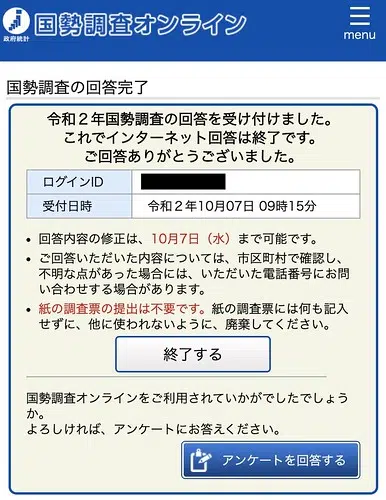 国勢調査オンライン
政府統計
menu
国勢調査の回答完了
令和２年国勢調査の回答を受け付けました。
これでインターネット回答は終了です。
ご回答ありがとうございました。
ログインID
受付日時 令和２年10月07日 09時15分
• 回答内容の修正は、10月7日（水）まで可能です。
• ご回答いただいた内容については、市区町村で確認し、
不明な点があった場合には、いただいた電話番号にお問
い合わせする場合があります。
• 紙の調査票の提出は不要です。紙の調査票には何も記入
せずに、他に使われないように、廃棄してください。
終了する
国勢調査オンラインをご利用されていかがでしたでしょう
か。
よろしければ、アンケートにお答えください。
アンケートを回答する